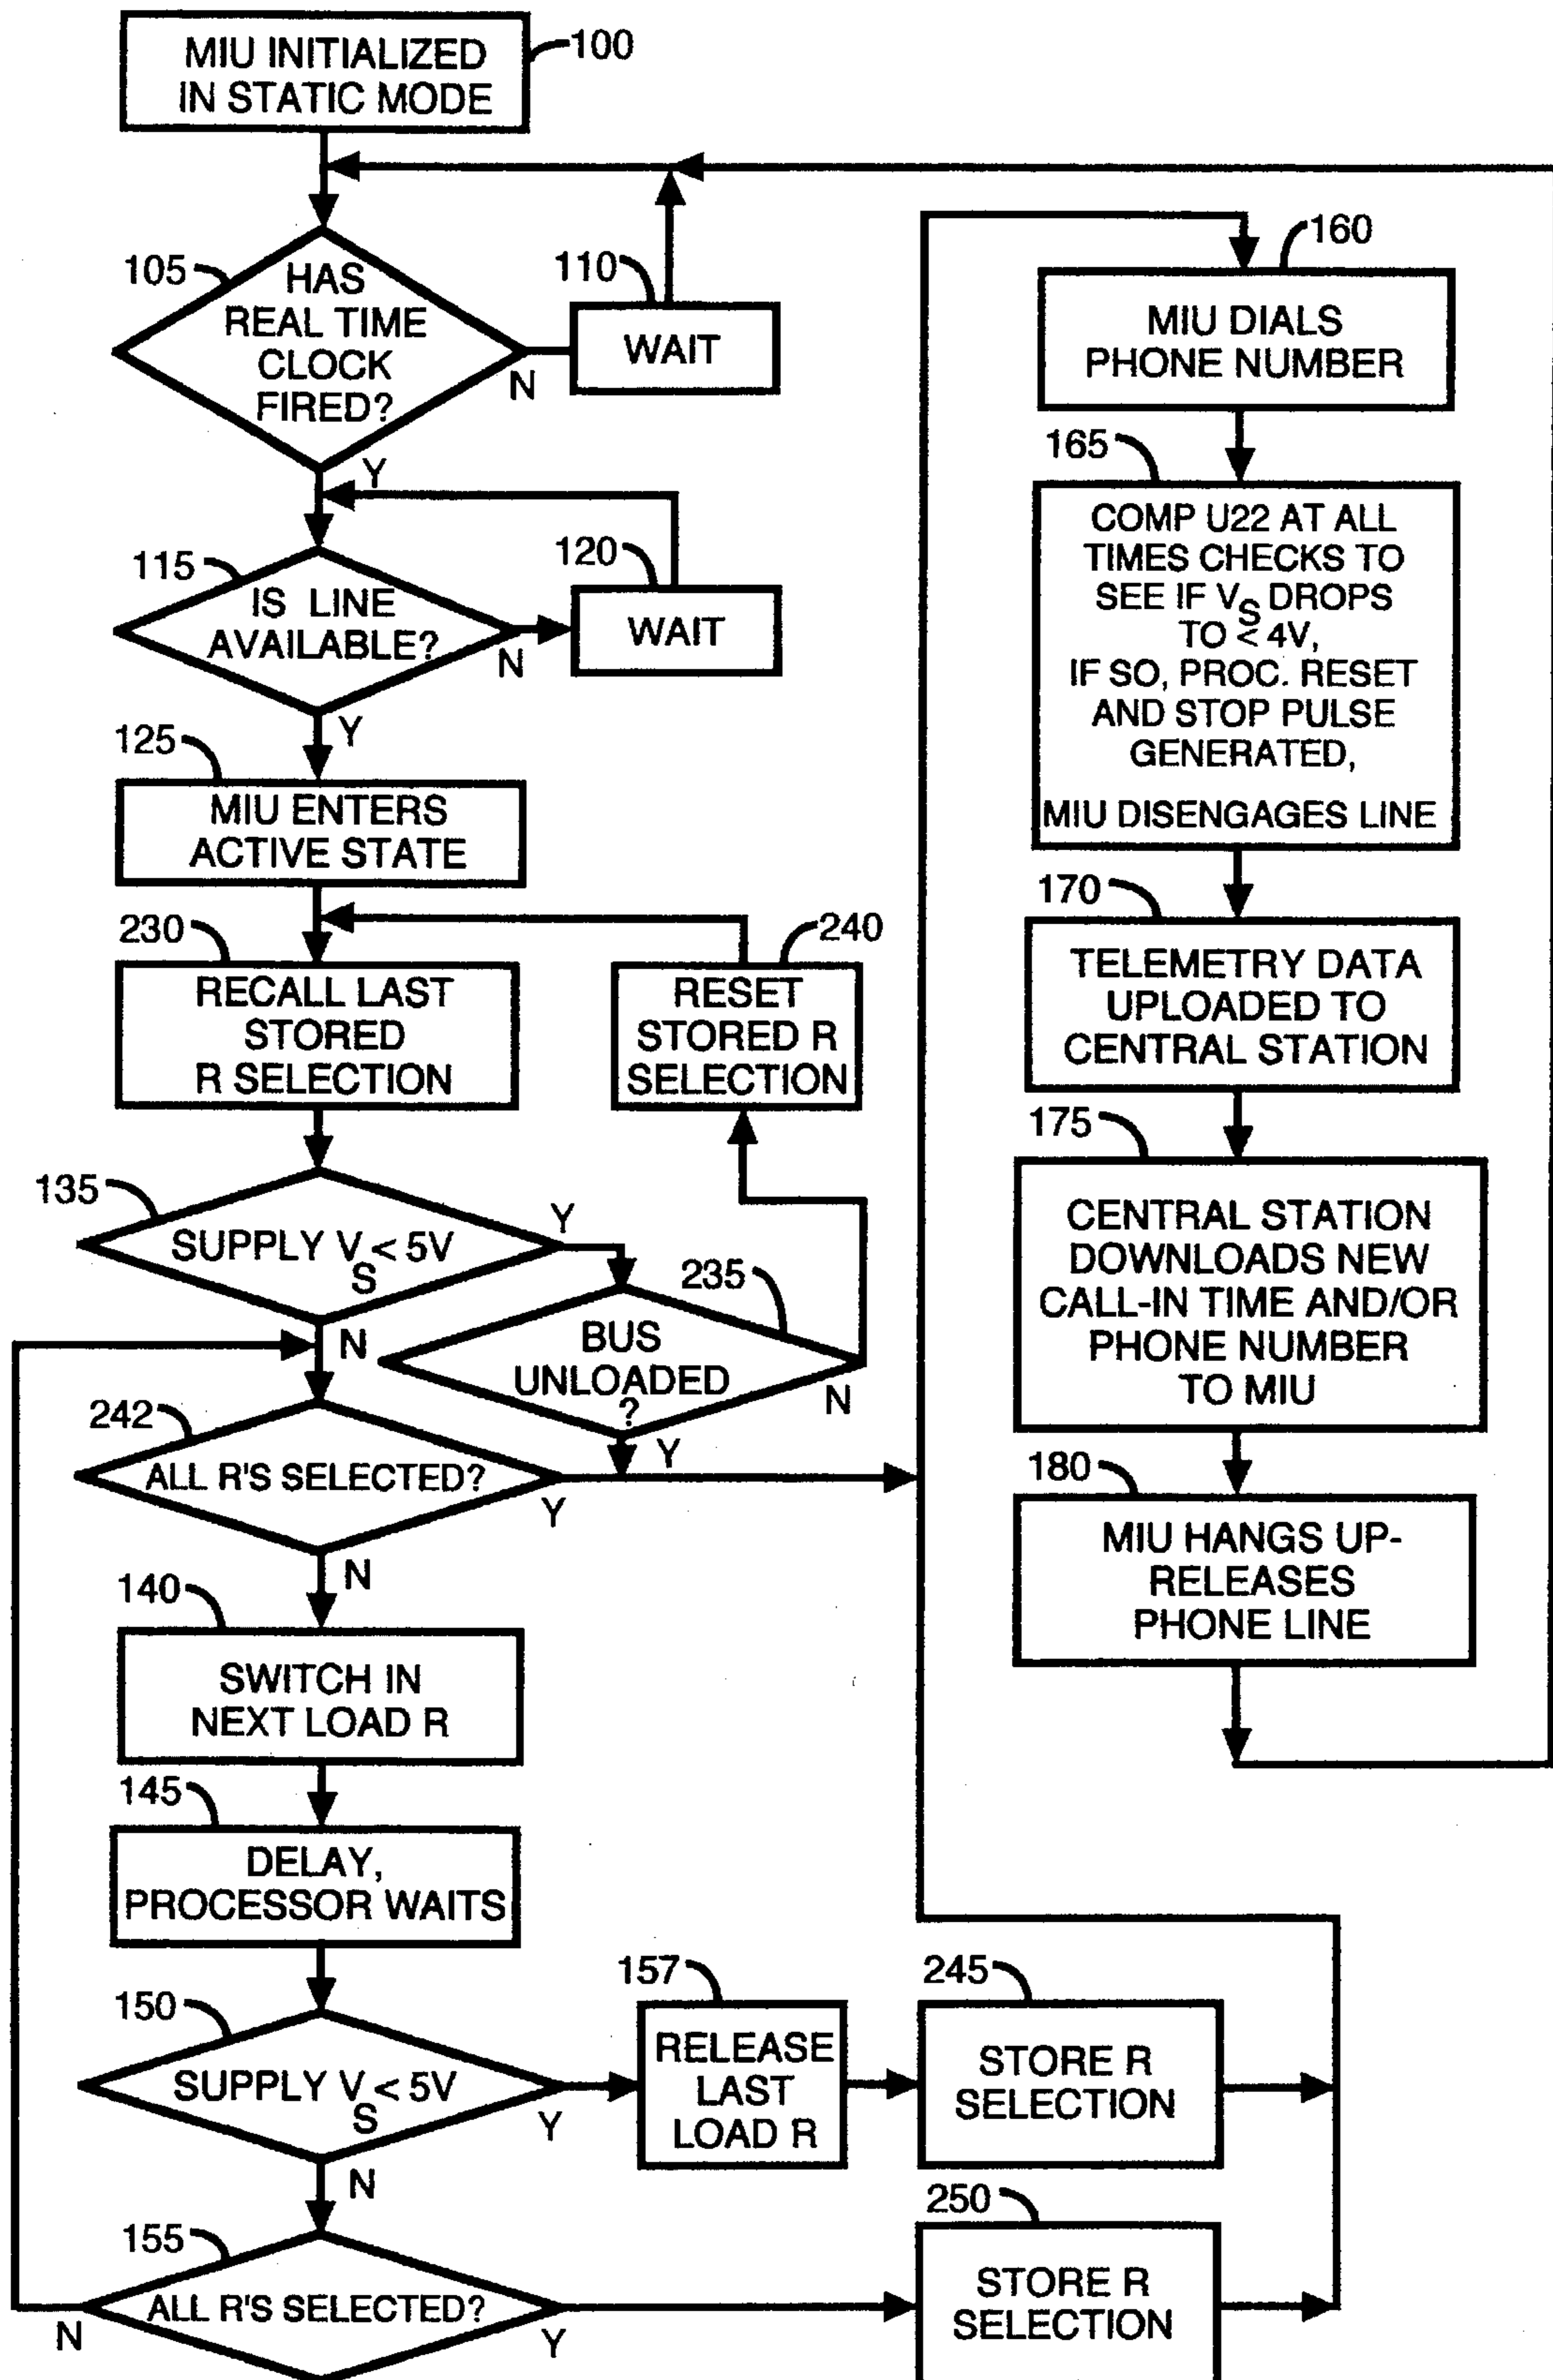 MIU INITIALIZED
IN STATIC MODE
100
105
HAS
REAL TIME
CLOCK
FIRED?
N
Y
110
WAIT
115
IS LINE
AVAILABLE?
N
Y
120
WAIT
125
MIU ENTERS
ACTIVE STATE
230
RECALL LAST
STORED
R SELECTION
240
RESET
STORED R
SELECTION
135
SUPPLY VS < 5V
Y
N
235
BUS
UNLOADED
?
N
Y
242
ALL R'S SELECTED?
Y
N
140
SWITCH IN
NEXT LOAD R
145
DELAY,
PROCESSOR WAITS
150
SUPPLY VS < 5V
Y
N
157
RELEASE
LAST
LOAD R
245
STORE R
SELECTION
155
ALL R'S SELECTED?
N
Y
250
STORE R
SELECTION
160
MIU DIALS
PHONE NUMBER
165
COMP U22 AT ALL
TIMES CHECKS TO
SEE IF VS DROPS
TO < 4V,
IF SO, PROC. RESET
AND STOP PULSE
GENERATED,
MIU DISENGAGES LINE
170
TELEMETRY DATA
UPLOADED TO
CENTRAL STATION
175
CENTRAL STATION
DOWNLOADS NEW
CALL-IN TIME AND/OR
PHONE NUMBER
TO MIU
180
MIU HANGS UP-
RELEASES
PHONE LINE